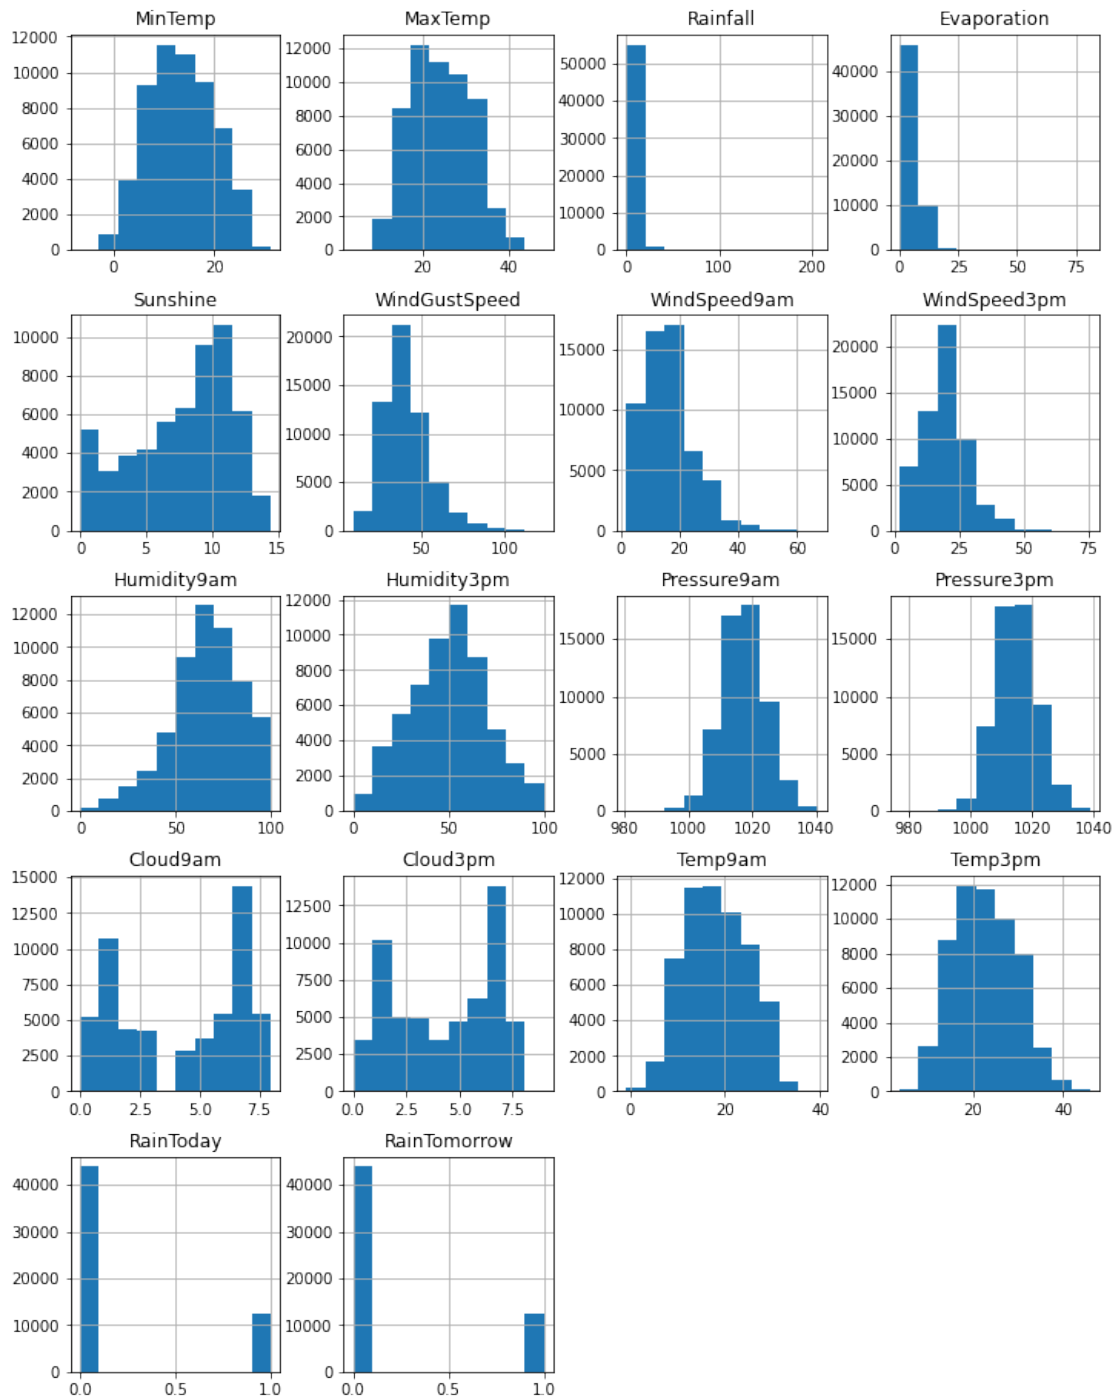 MinTemp MaxTemp Rainfall Evaporation
12000 12000 50000 40000
10000 10000 40000 30000
8000 8000 30000 20000
6000 6000 20000 10000
4000 4000 10000 0
2000 2000 0
0 0
0 20 20 40 0 100 200 0 25 50 75
Sunshine WindGustSpeed WindSpeed9am WindSpeed3pm
10000 20000 15000 20000
8000 15000 10000 15000
6000 10000 5000 10000
4000 5000 0 5000
2000 0 0
0
0 5 10 15 50 100 0 20 40 60 0 25 50 75
Humidity9am Humidity3pm Pressure9am Pressure3pm
12000 12000 15000 15000
10000 10000 10000 10000
8000 8000 5000 5000
6000 6000 0 0
4000 4000
2000 2000
0 0
0 50 100 0 50 100 980 1000 1020 1040 980 1000 1020 1040
Cloud9am Cloud3pm Temp9am Temp3pm
15000 12500 12000 12000
12500 10000 10000 10000
10000 7500 8000 8000
7500 5000 6000 6000
5000 2500 4000 4000
2500 0 2000 2000
0 0 0
0.0 2.5 5.0 7.5 0.0 2.5 5.0 7.5 0 20 40 20 40
RainToday RainTomorrow
40000 40000
30000 30000
20000 20000
10000 10000
0 0
0.0 0.5 1.0 0.0 0.5 1.0